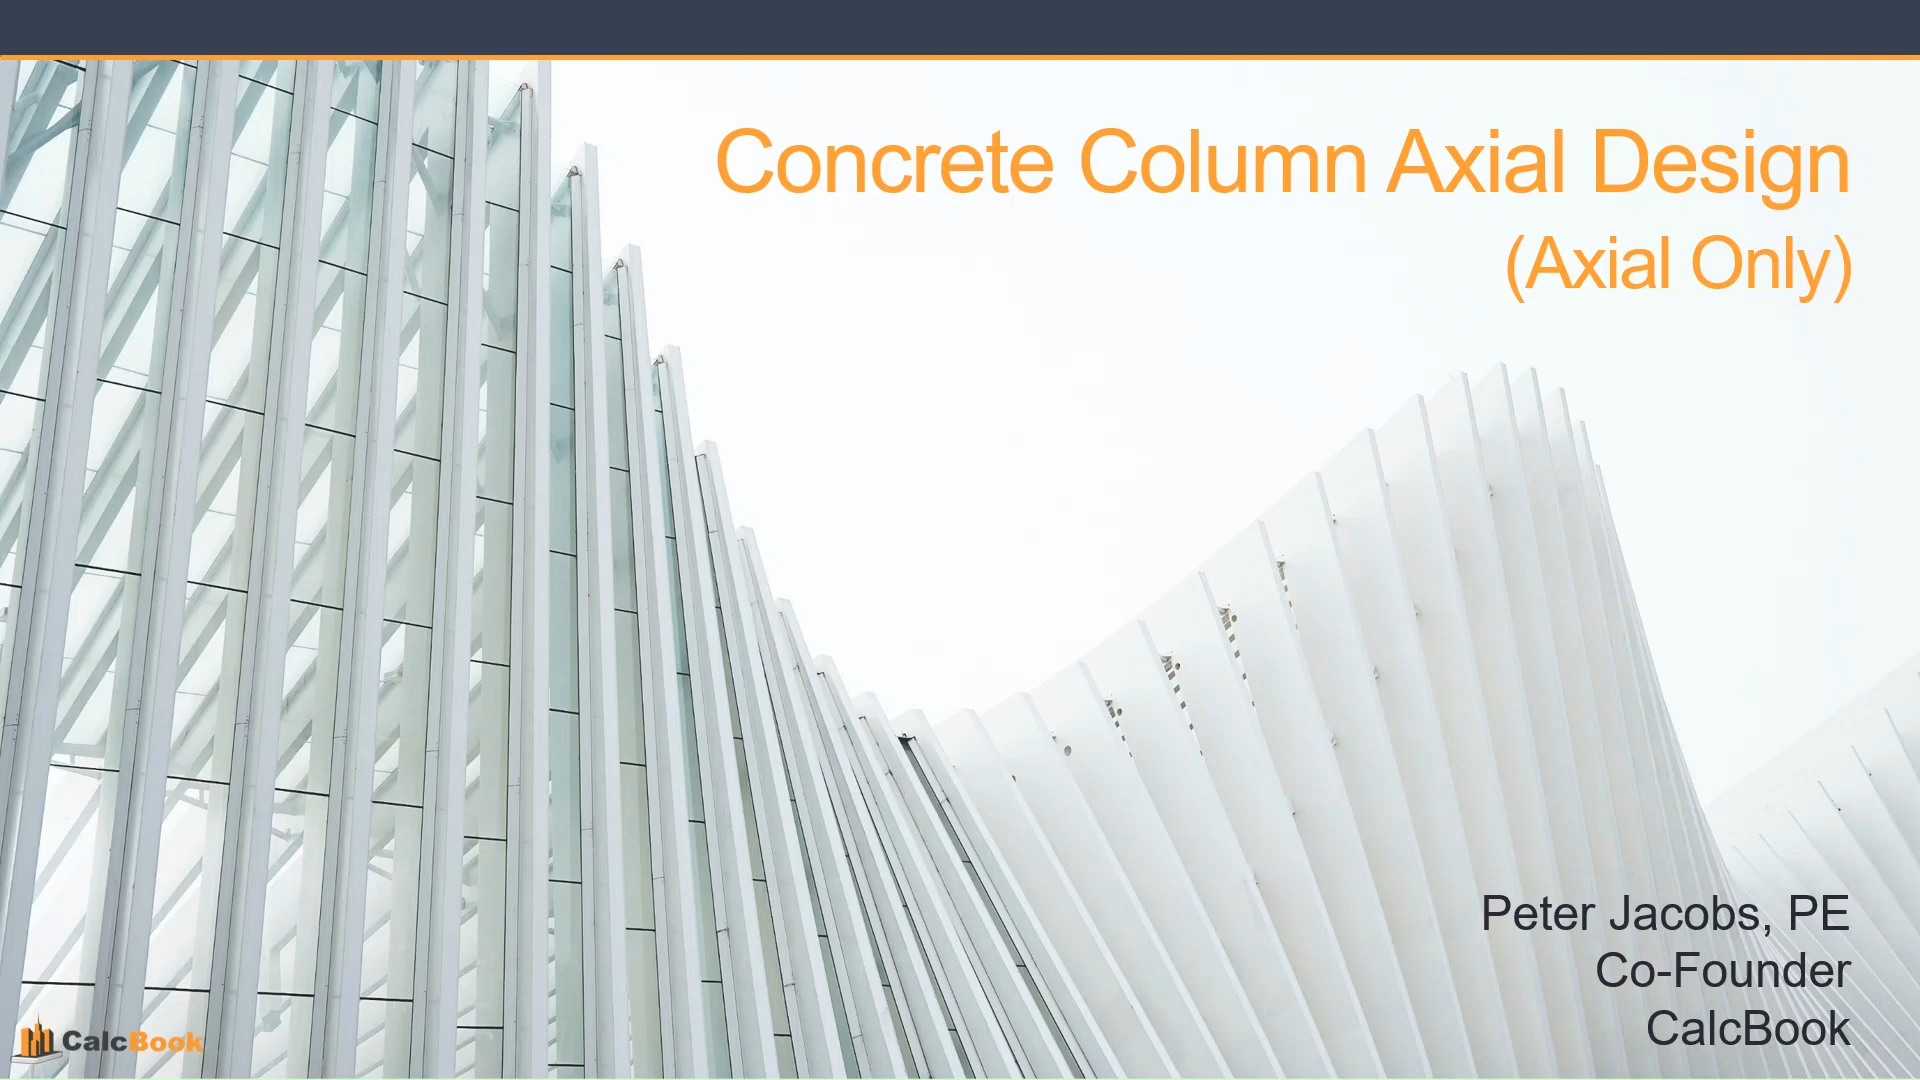 Concrete Column Axial Design
(Axial Only)
Peter Jacobs, PE
Co-Founder
CalcBook
CalcBook